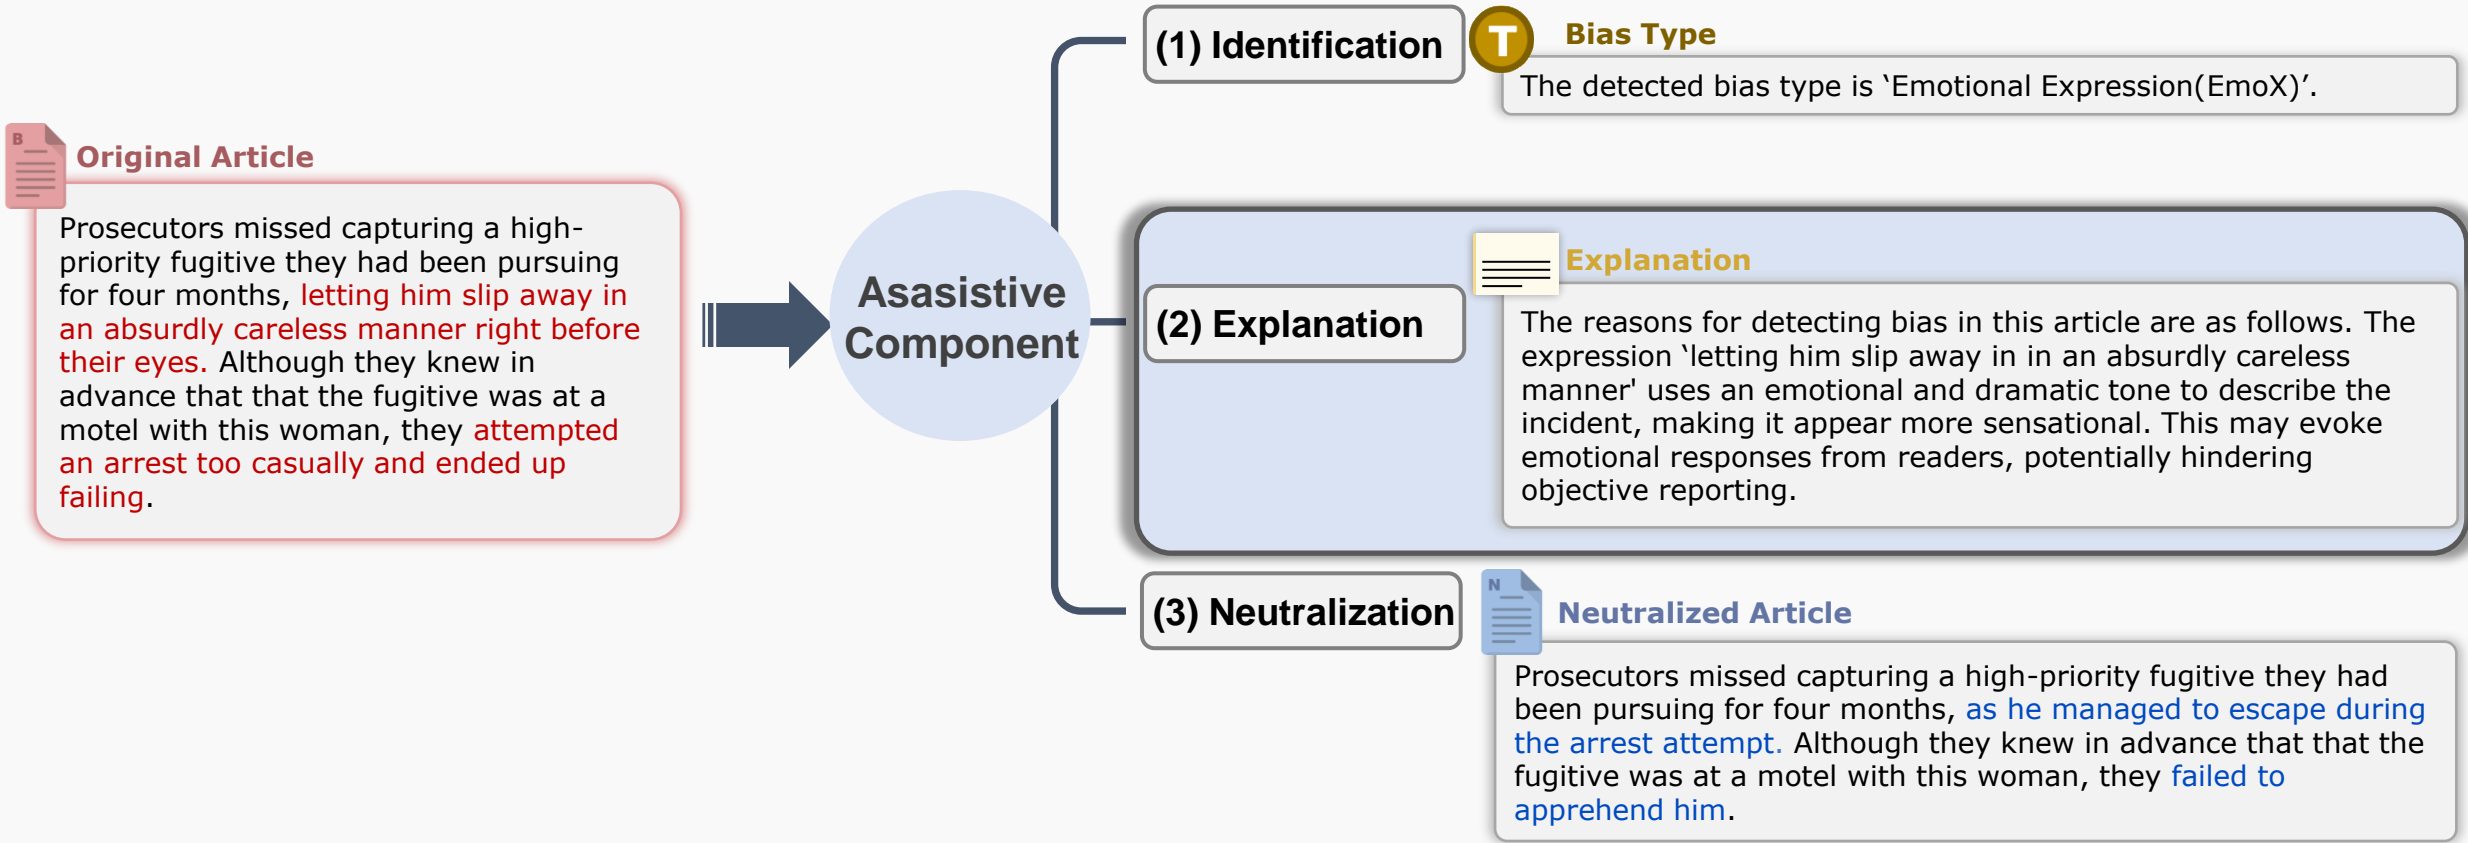 B
Original Article
Prosecutors missed capturing a high-
priority fugitive they had been pursuing
for four months, letting him slip away in
an absurdly careless manner right before
their eyes. Although they knew in
advance that that the fugitive was at a
motel with this woman, they attempted
an arrest too casually and ended up
failing.
Asasistive
Component
(1) Identification
T
Bias Type
The detected bias type is ‘Emotional Expression(EmoX)’.
(2) Explanation
Explanation
The reasons for detecting bias in this article are as follows. The
expression ‘letting him slip away in in an absurdly careless
manner' uses an emotional and dramatic tone to describe the
incident, making it appear more sensational. This may evoke
emotional responses from readers, potentially hindering
objective reporting.
(3) Neutralization
N
Neutralized Article
Prosecutors missed capturing a high-priority fugitive they had
been pursuing for four months, as he managed to escape during
the arrest attempt. Although they knew in advance that that the
fugitive was at a motel with this woman, they failed to
apprehend him.